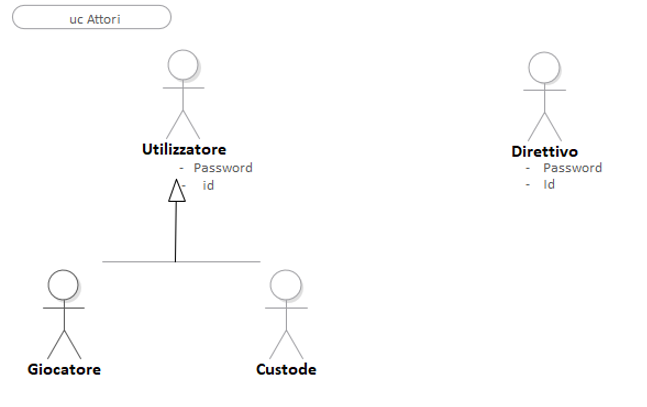 uc Attori
Utilizzatore
- Password
- id
Direttivo
- Password
- Id
Giocatore
Custode